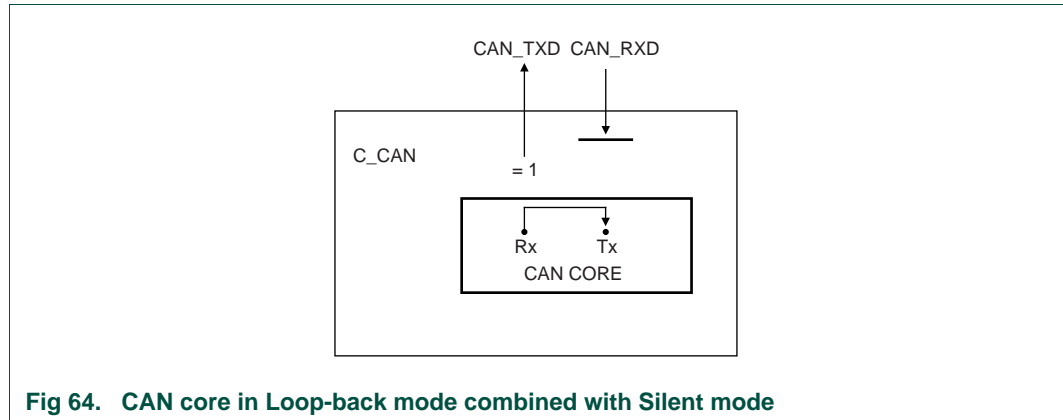 CAN_TXD CAN_RXD
C_CAN
= 1
Rx Tx
CAN CORE
Fig 64. CAN core in Loop-back mode combined with Silent mode